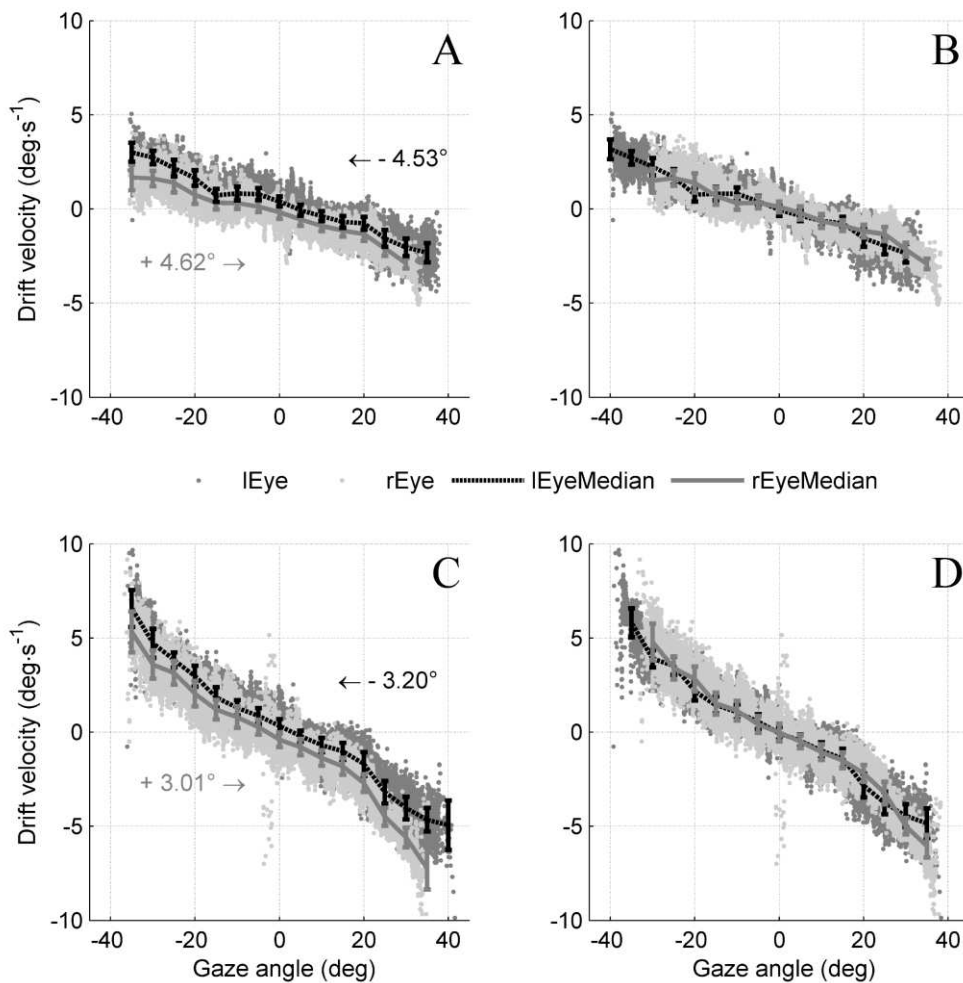 10
5
0
-5
-10
Drift velocity (deg·s⁻¹)
A
← - 4.53°
+ 4.62° →
-40 -20 0 20 40
10
5
0
-5
-10
B
-40 -20 0 20 40
lEye rEye lEyeMedian rEyeMedian
10
5
0
-5
-10
Drift velocity (deg·s⁻¹)
C
← - 3.20°
+ 3.01° →
-40 -20 0 20 40
Gaze angle (deg)
10
5
0
-5
-10
D
-40 -20 0 20 40
Gaze angle (deg)